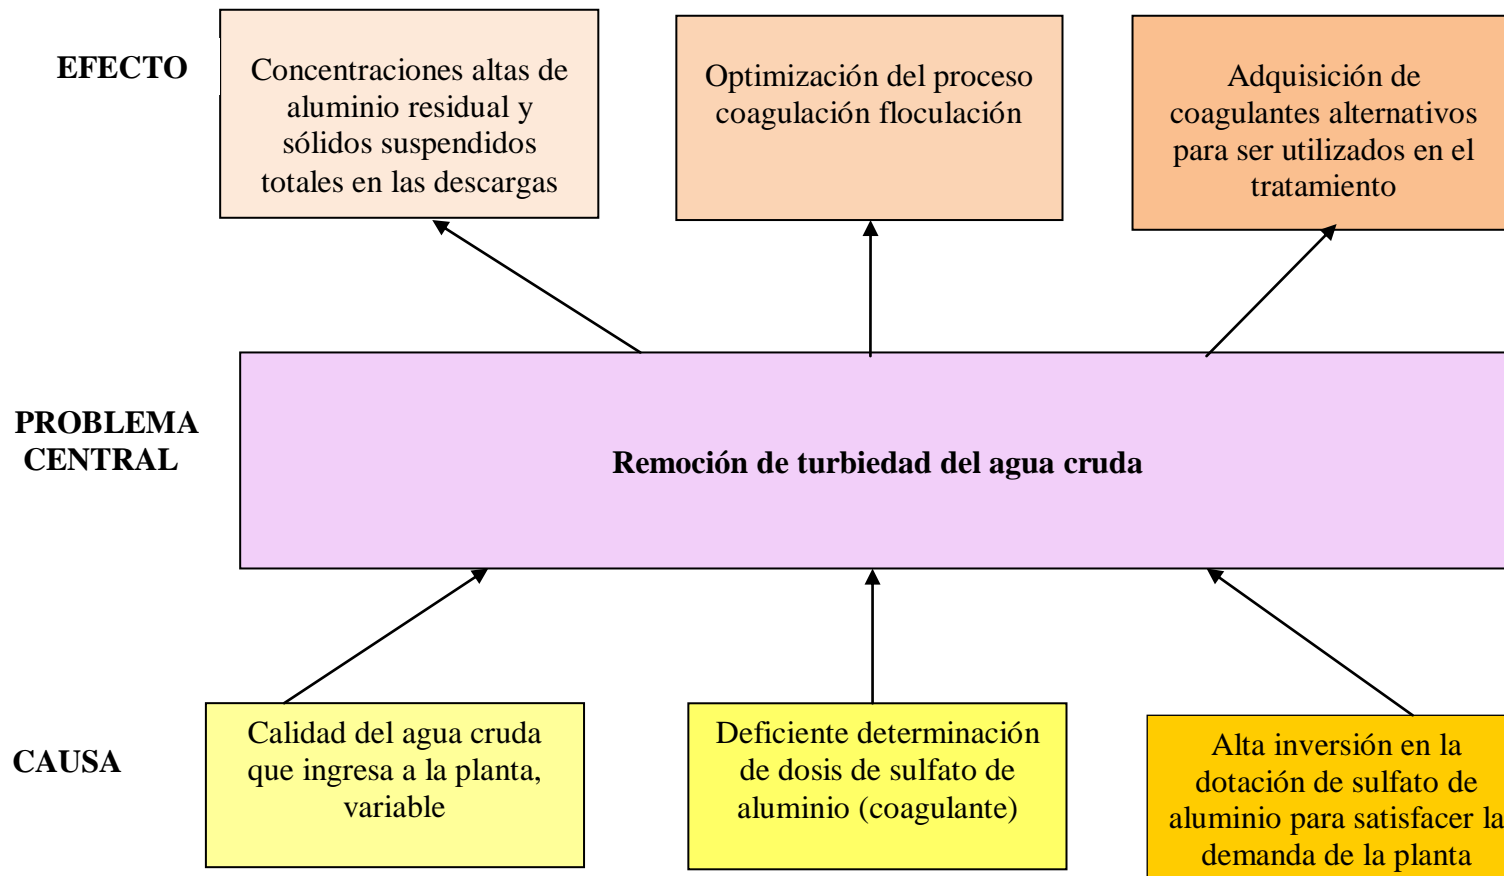 EFECTO
Concentraciones altas de
aluminio residual y
sólidos suspendidos
totales en las descargas
Optimización del proceso
coagulación floculación
Adquisición de
coagulantes alternativos
para ser utilizados en el
tratamiento
PROBLEMA
CENTRAL
Remoción de turbiedad del agua cruda
CAUSA
Calidad del agua cruda
que ingresa a la planta,
variable
Deficiente determinación
de dosis de sulfato de
aluminio (coagulante)
Alta inversión en la
dotación de sulfato de
aluminio para satisfacer la
demanda de la planta